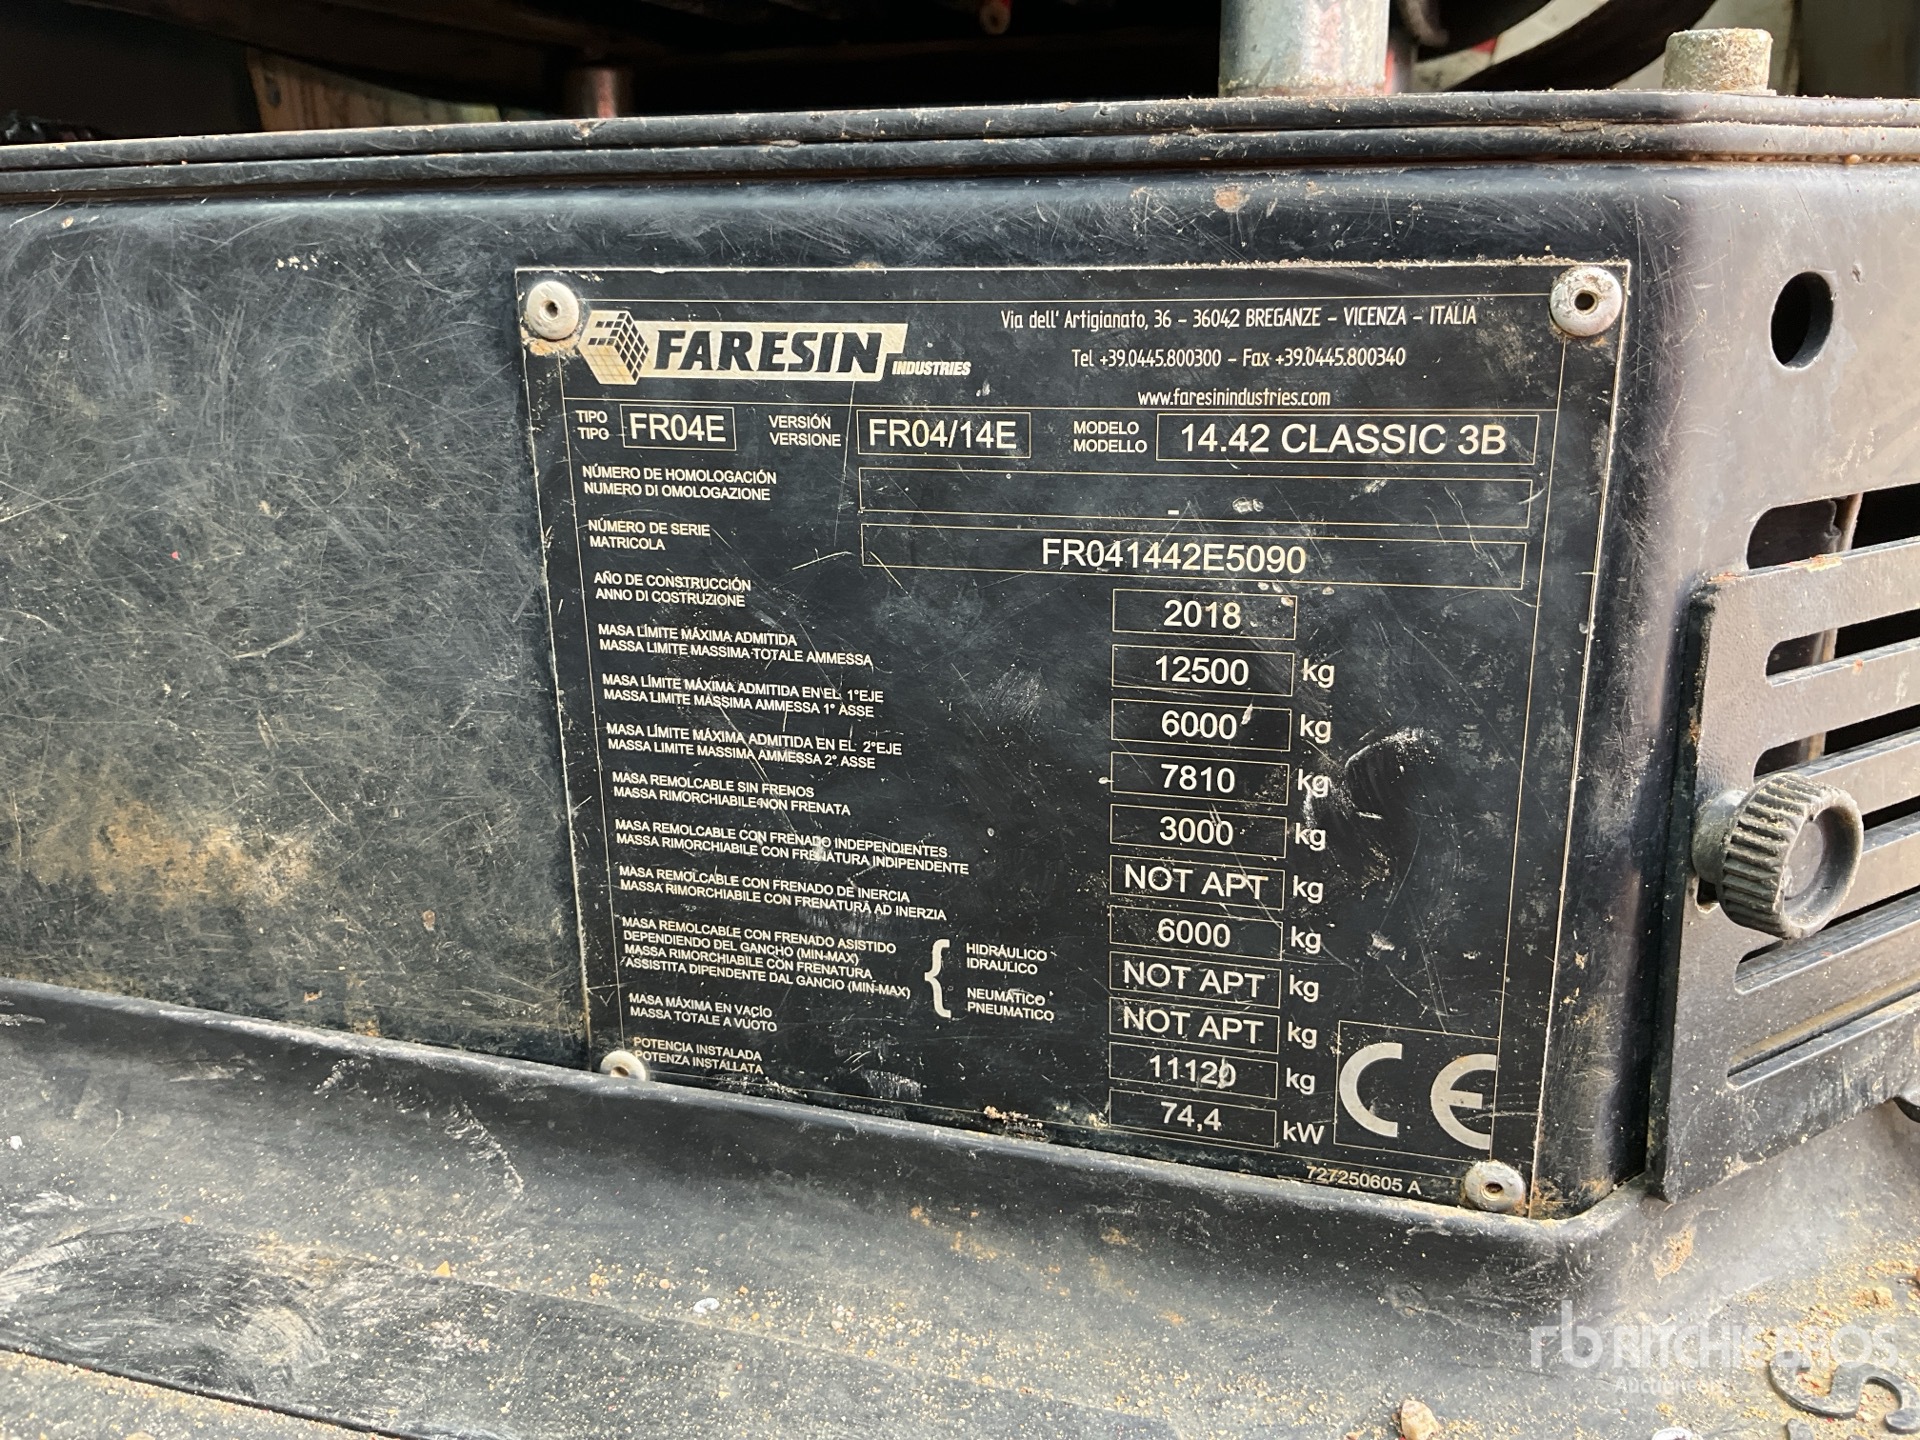 FARESIN INDUSTRIES
Via dell' Artigianato, 36 - 36042 BREGANZE - VICENZA - ITALIA
Tel +39.0445.800300 - Fax +39.0445.800340
www.faresinindustries.com
TIPO
TIPO
FR04E
VERSIÓN
VERSIONE
FR04/14E
MODELO
MODELLO
14.42 CLASSIC 3B
NÚMERO DE HOMOLOGACIÓN
NUMERO DI OMOLOGAZIONE
-
NÚMERO DE SERIE
MATRICOLA
FR041442E5090
AÑO DE CONSTRUCCIÓN
ANNO DI COSTRUZIONE
2018
MASA LÍMITE MÁXIMA ADMITIDA
MASSA LIMITE MASSIMA TOTALE AMMESSA
12500 kg
MASA LÍMITE MÁXIMA ADMITIDA EN EL 1°EJE
MASSA LIMITE MASSIMA AMMESSA 1° ASSE
6000 kg
MASA LÍMITE MÁXIMA ADMITIDA EN EL 2°EJE
MASSA LIMITE MASSIMA AMMESSA 2° ASSE
7810 kg
MASA REMOLCABLE SIN FRENOS
MASSA RIMORCHIABILE NON FRENATA
3000 kg
MASA REMOLCABLE CON FRENADO INDEPENDIENTES
MASSA RIMORCHIABILE CON FRENATURA INDIPENDENTE
NOT APT kg
MASA REMOLCABLE CON FRENADO DE INERCIA
MASSA RIMORCHIABILE CON FRENATURA AD INERZIA
6000 kg
MASA REMOLCABLE CON FRENADO ASISTIDO
DEPENDIENDO DEL GANCHO (MIN-MAX)
MASSA RIMORCHIABILE CON FRENATURA
ASSISTITA DIPENDENTE DAL GANCIO (MIN-MAX)
HIDRÁULICO
IDRAULICO
NOT APT kg
NEUMÁTICO
PNEUMATICO
NOT APT kg
MASA MÁXIMA EN VACÍO
MASSA TOTALE A VUOTO
11120 kg
POTENCIA INSTALADA
POTENZA INSTALLATA
74,4 kW
CE
727250605 A
rb RITCHIE BROS.
Auctioneers